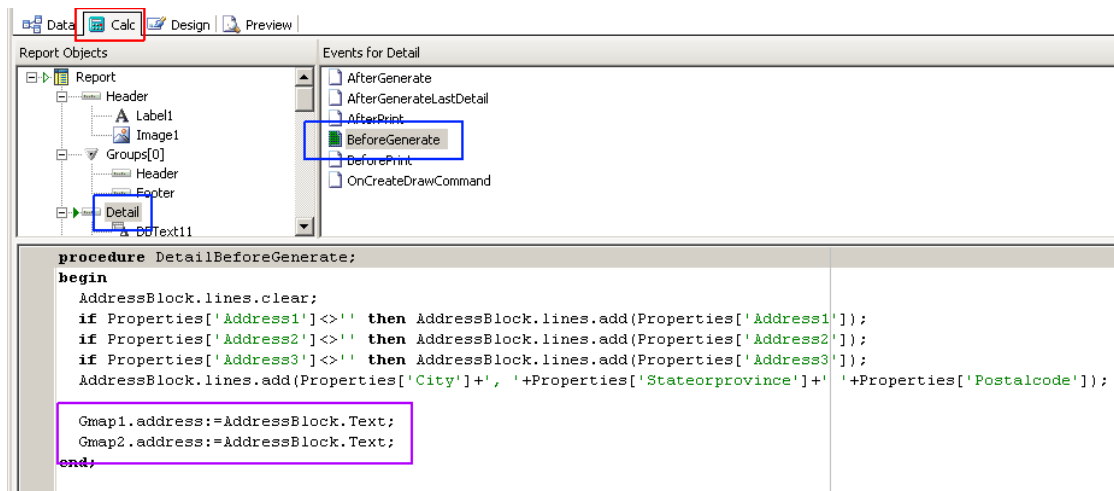 Data Calc Design Preview
Report Objects
Events for Detail
Report
Header
Label1
Image1
Groups[0]
Header
Footer
Detail
DBText11
AfterGenerate
AfterGenerateLastDetail
AfterPrint
BeforeGenerate
BeforePrint
OnCreateDrawCommand
procedure DetailBeforeGenerate;
begin
AddressBlock.lines.clear;
if Properties['Address1']<>'' then AddressBlock.lines.add(Properties['Address1']);
if Properties['Address2']<>'' then AddressBlock.lines.add(Properties['Address2']);
if Properties['Address3']<>'' then AddressBlock.lines.add(Properties['Address3']);
AddressBlock.lines.add(Properties['City']+', '+Properties['Stateorprovince']+' '+Properties['Postalcode']);
Gmap1.address:=AddressBlock.Text;
Gmap2.address:=AddressBlock.Text;
end;